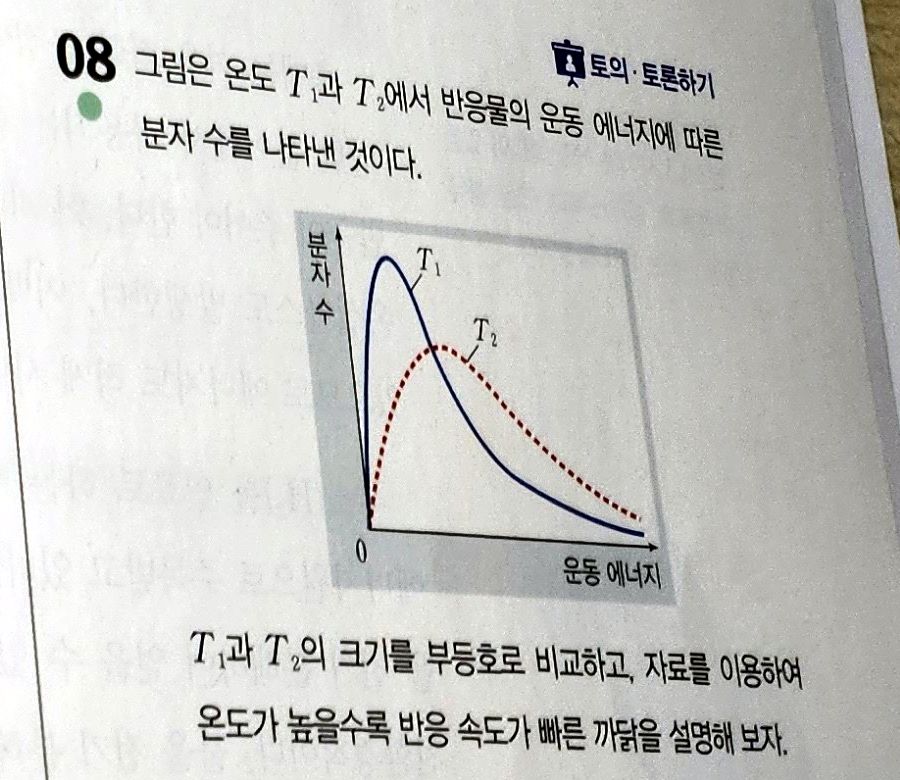 08 그림은 온도 T₁과 T₂에서 반응물의 운동 에너지에 따른
토의·토론하기
분자 수를 나타낸 것이다.
분자 수
T₁
T₂
0
운동 에너지
T₁과 T₂의 크기를 부등호로 비교하고, 자료를 이용하여
온도가 높을수록 반응 속도가 빠른 까닭을 설명해 보자.